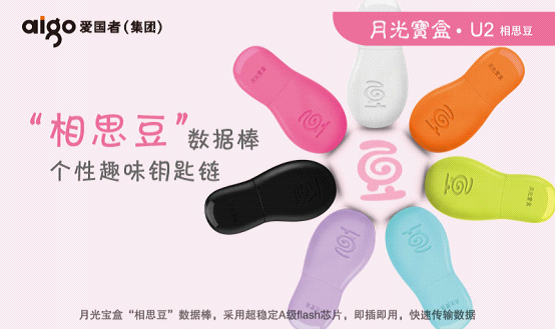 aigo 爱国者(集团)
月光寶盒·U2 相思豆
“相思豆”数据棒
个性趣味钥匙链
月光宝盒“相思豆”数据棒，采用超稳定A级flash芯片，即插即用，快速传输数据